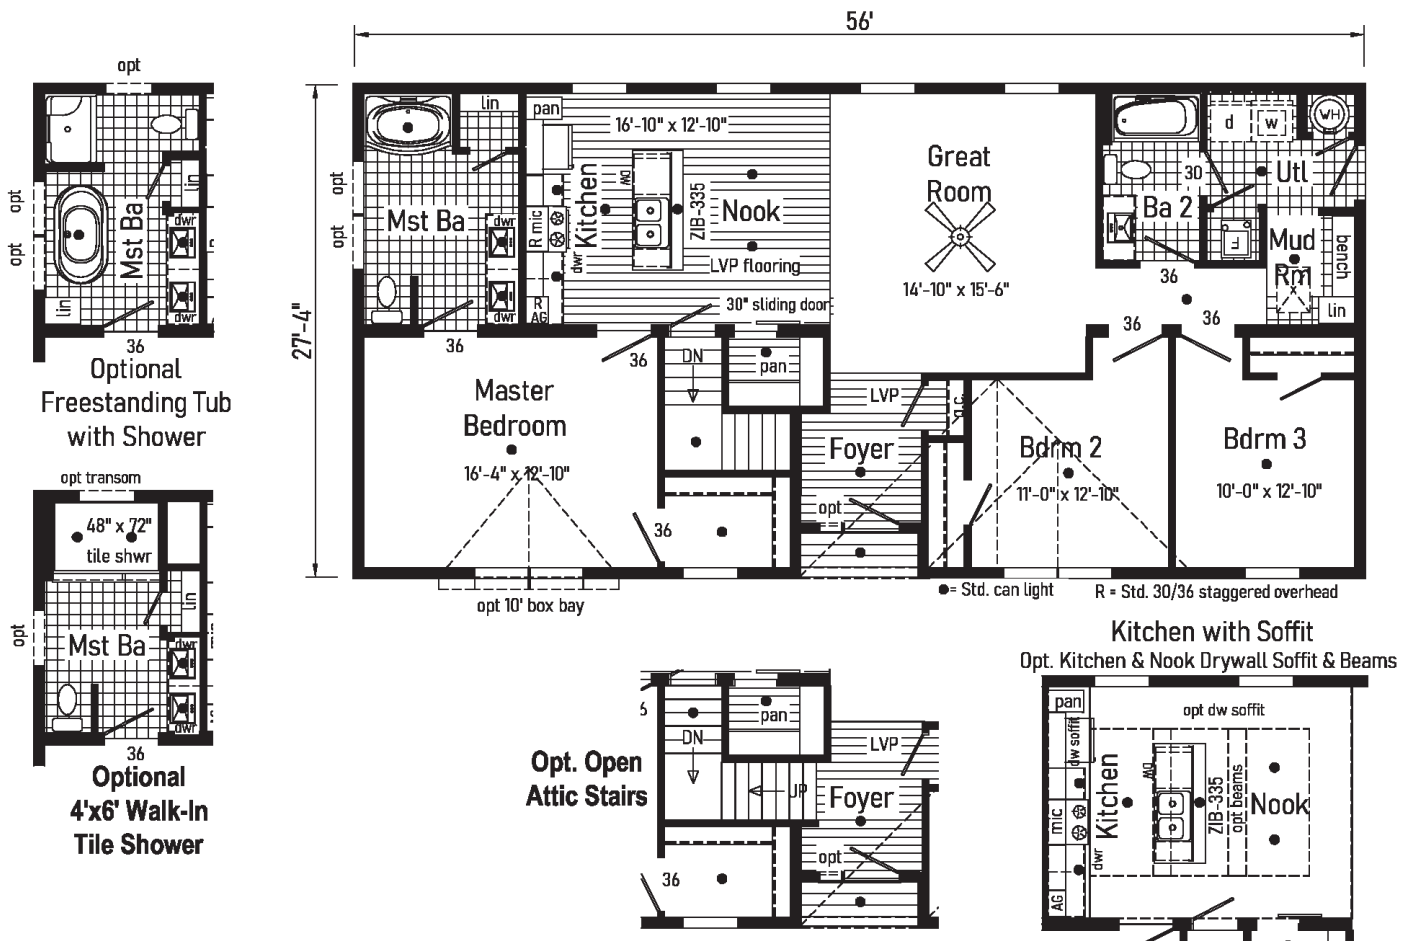 56'
27'-4"
opt
opt
opt
lin
dwr
Mst Ba
lin
dwr
36
Optional
Freestanding Tub
with Shower
opt transom
48" x 72"
tile shwr
opt
lin
Mst Ba
dwr
dwr
36
Optional
4'x6' Walk-In
Tile Shower
opt
opt
lin
Mst Ba
dwr
dwr
36
pan
16'-10" x 12'-10"
Kitchen
DW
ZIB-335
Nook
R mic
dwr
R
AG
LVP flooring
30" sliding door
Great
Room
14'-10" x 15'-6"
d
w
WH
30
Utl
Ba 2
Mud
Rm
bench
lin
36
36
36
Master
Bedroom
16'-4" x 12'-10"
36
DN
pan
36
LVP
Foyer
opt
g.c.
Bdrm 2
11'-0" x 12'-10"
Bdrm 3
10'-0" x 12'-10"
opt 10' box bay
= Std. can light
R = Std. 30/36 staggered overhead
Opt. Open
Attic Stairs
DN
pan
LVP
UP
Foyer
opt
36
Kitchen with Soffit
Opt. Kitchen & Nook Drywall Soffit & Beams
pan
opt dw soffit
dw soffit
Kitchen
DW
ZIB-335
opt beams
Nook
mic
dwr
AG